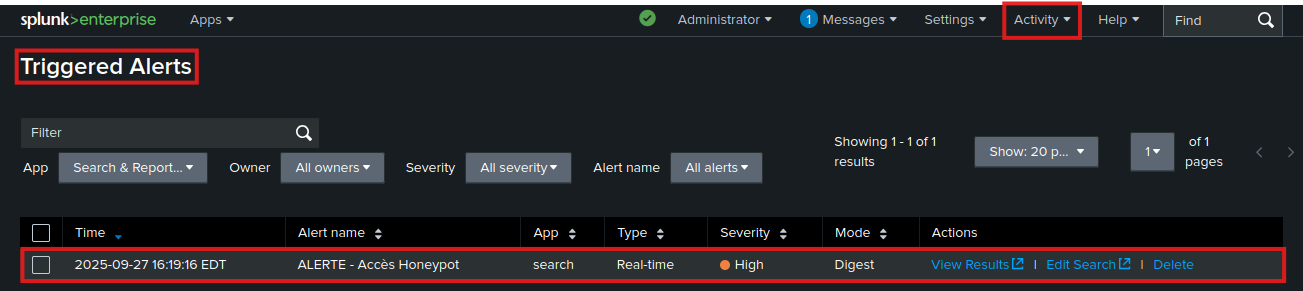 splunk>enterprise Apps Administrator 1 Messages Settings Activity Help Find
Triggered Alerts
Filter
Showing 1 - 1 of 1 results
Show: 20 p...
1
of 1 pages
App Search & Report... Owner All owners Severity All severity Alert name All alerts
Time Alert name App Type Severity Mode Actions
2025-09-27 16:19:16 EDT ALERTE - Accès Honeypot search Real-time High Digest View Results | Edit Search | Delete